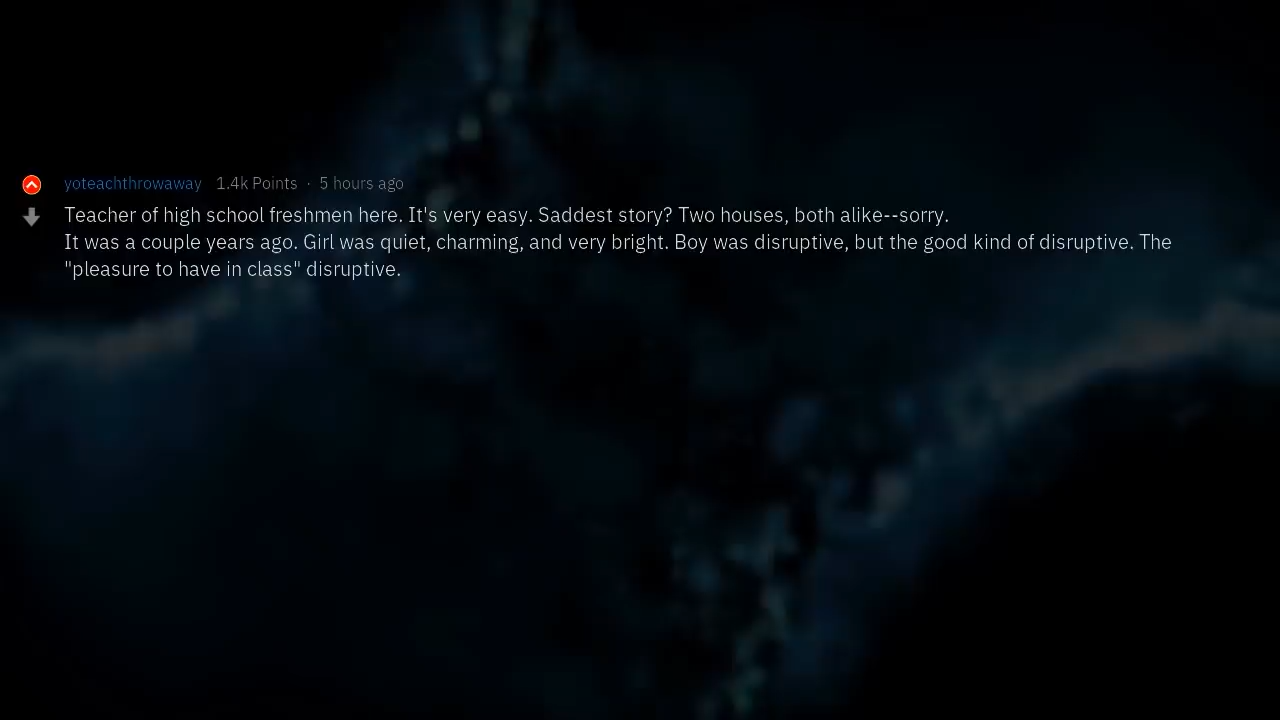 yoteachthrowaway 1.4k Points · 5 hours ago
Teacher of high school freshmen here. It's very easy. Saddest story? Two houses, both alike--sorry.
It was a couple years ago. Girl was quiet, charming, and very bright. Boy was disruptive, but the good kind of disruptive. The
"pleasure to have in class" disruptive.